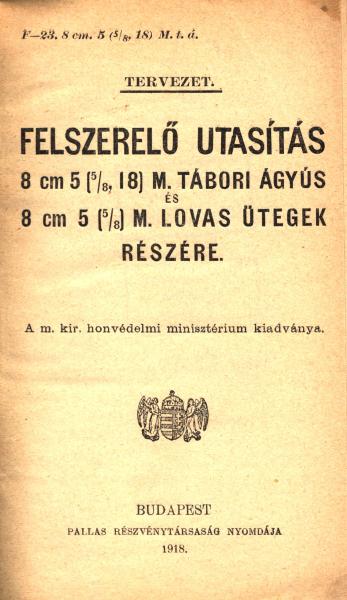 F—23. 8 cm. 5 (5/8, 18) M. t. á.
TERVEZET.
FELSZERELŐ UTASÍTÁS
8 cm 5 (5/8, 18) M. TÁBORI ÁGYÚS
ÉS
8 cm 5 (5/8) M. LOVAS ÜTEGEK
RÉSZÉRE.
A m. kir. honvédelmi minisztérium kiadványa.
BUDAPEST
PALLAS RÉSZVÉNYTÁRSASÁG NYOMDÁJA
1918.